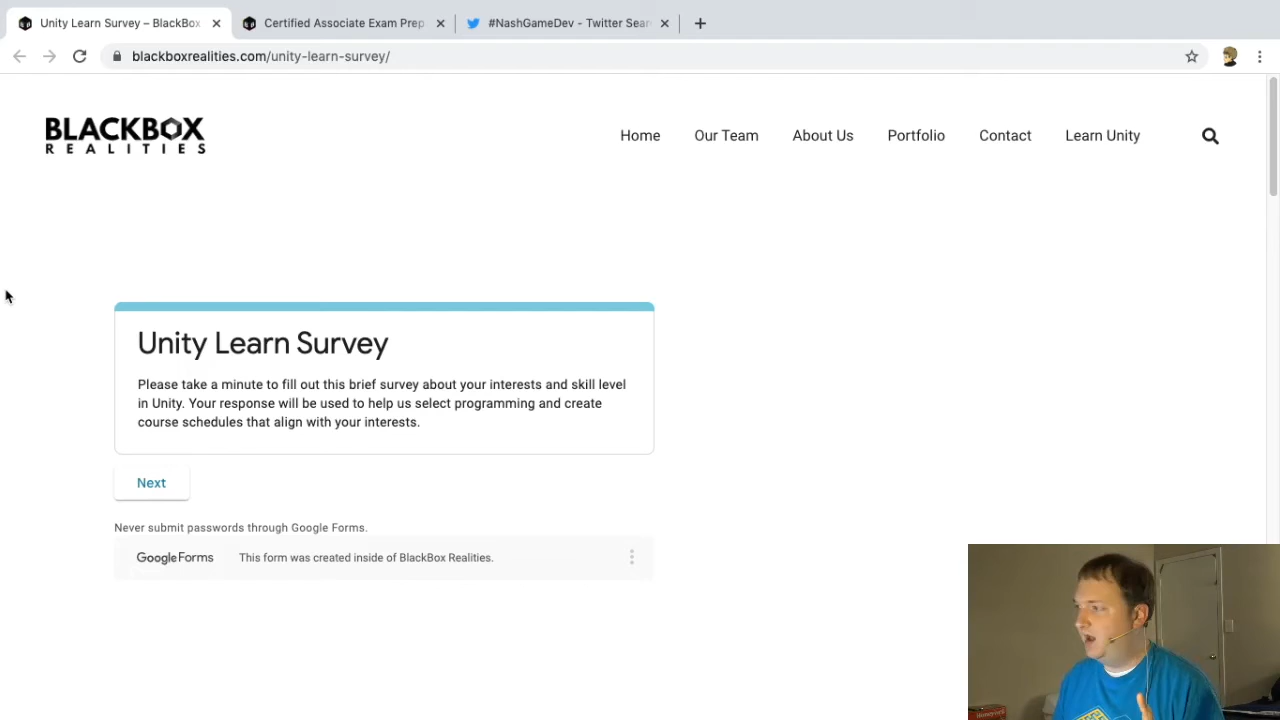 Unity Learn Survey – BlackBox
Certified Associate Exam Prep
#NashGameDev - Twitter Sear
blackboxrealities.com/unity-learn-survey/
BLACKBOX
REALITIES
Home
Our Team
About Us
Portfolio
Contact
Learn Unity
Unity Learn Survey
Please take a minute to fill out this brief survey about your interests and skill level
in Unity. Your response will be used to help us select programming and create
course schedules that align with your interests.
Next
Never submit passwords through Google Forms.
Google Forms
This form was created inside of BlackBox Realities.